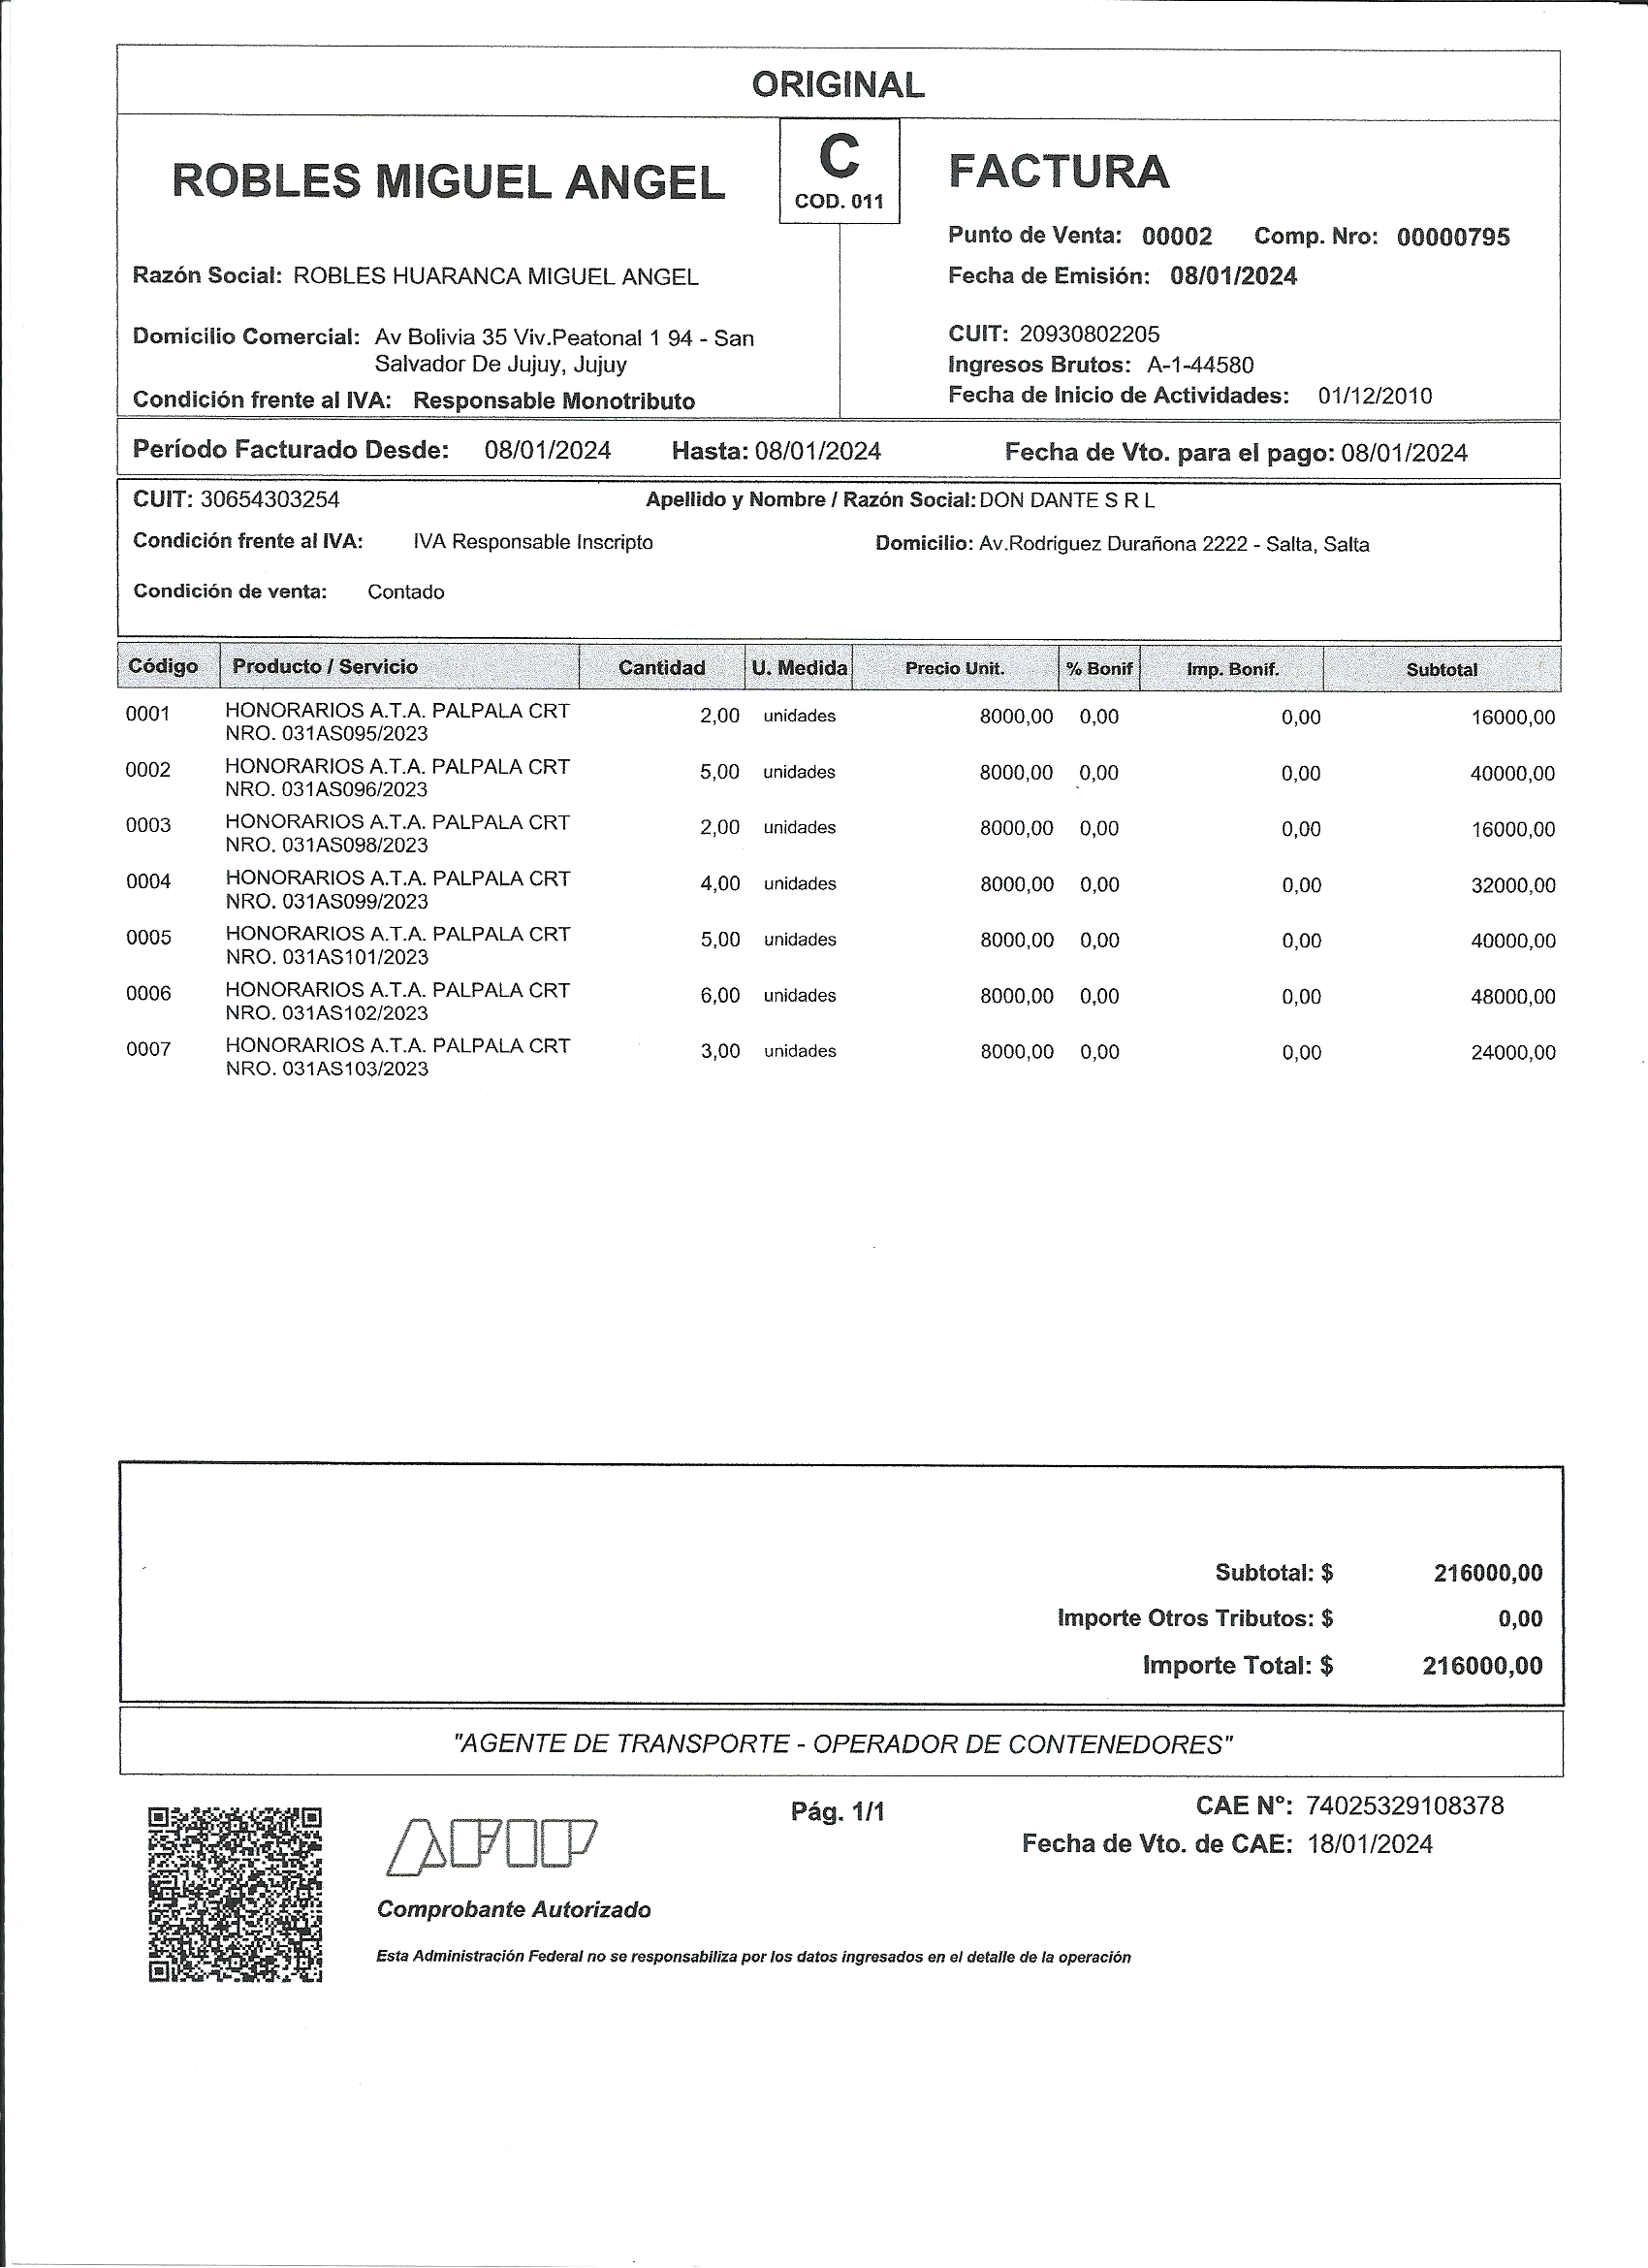 ORIGINAL
ROBLES MIGUEL ANGEL
C
COD. 011
FACTURA
Punto de Venta: 00002 Comp. Nro: 00000795
Razón Social: ROBLES HUARANCA MIGUEL ANGEL
Fecha de Emisión: 08/01/2024
Domicilio Comercial: Av Bolivia 35 Viv.Peatonal 1 94 - San
Salvador De Jujuy, Jujuy
CUIT: 20930802205
Ingresos Brutos: A-1-44580
Condición frente al IVA: Responsable Monotributo
Fecha de Inicio de Actividades: 01/12/2010
Período Facturado Desde: 08/01/2024 Hasta: 08/01/2024 Fecha de Vto. para el pago: 08/01/2024
CUIT: 30654303254 Apellido y Nombre / Razón Social: DON DANTE S R L
Condición frente al IVA: IVA Responsable Inscripto Domicilio: Av.Rodriguez Durañona 2222 - Salta, Salta
Condición de venta: Contado
Código Producto / Servicio Cantidad U. Medida Precio Unit. % Bonif Imp. Bonif. Subtotal
0001 HONORARIOS A.T.A. PALPALA CRT 2,00 unidades 8000,00 0,00 0,00 16000,00
NRO. 031AS095/2023
0002 HONORARIOS A.T.A. PALPALA CRT 5,00 unidades 8000,00 0,00 0,00 40000,00
NRO. 031AS096/2023
0003 HONORARIOS A.T.A. PALPALA CRT 2,00 unidades 8000,00 0,00 0,00 16000,00
NRO. 031AS098/2023
0004 HONORARIOS A.T.A. PALPALA CRT 4,00 unidades 8000,00 0,00 0,00 32000,00
NRO. 031AS099/2023
0005 HONORARIOS A.T.A. PALPALA CRT 5,00 unidades 8000,00 0,00 0,00 40000,00
NRO. 031AS101/2023
0006 HONORARIOS A.T.A. PALPALA CRT 6,00 unidades 8000,00 0,00 0,00 48000,00
NRO. 031AS102/2023
0007 HONORARIOS A.T.A. PALPALA CRT 3,00 unidades 8000,00 0,00 0,00 24000,00
NRO. 031AS103/2023
Subtotal: $ 216000,00
Importe Otros Tributos: $ 0,00
Importe Total: $ 216000,00
"AGENTE DE TRANSPORTE - OPERADOR DE CONTENEDORES"
AFIP
Pág. 1/1
CAE N°: 74025329108378
Fecha de Vto. de CAE: 18/01/2024
Comprobante Autorizado
Esta Administración Federal no se responsabiliza por los datos ingresados en el detalle de la operación